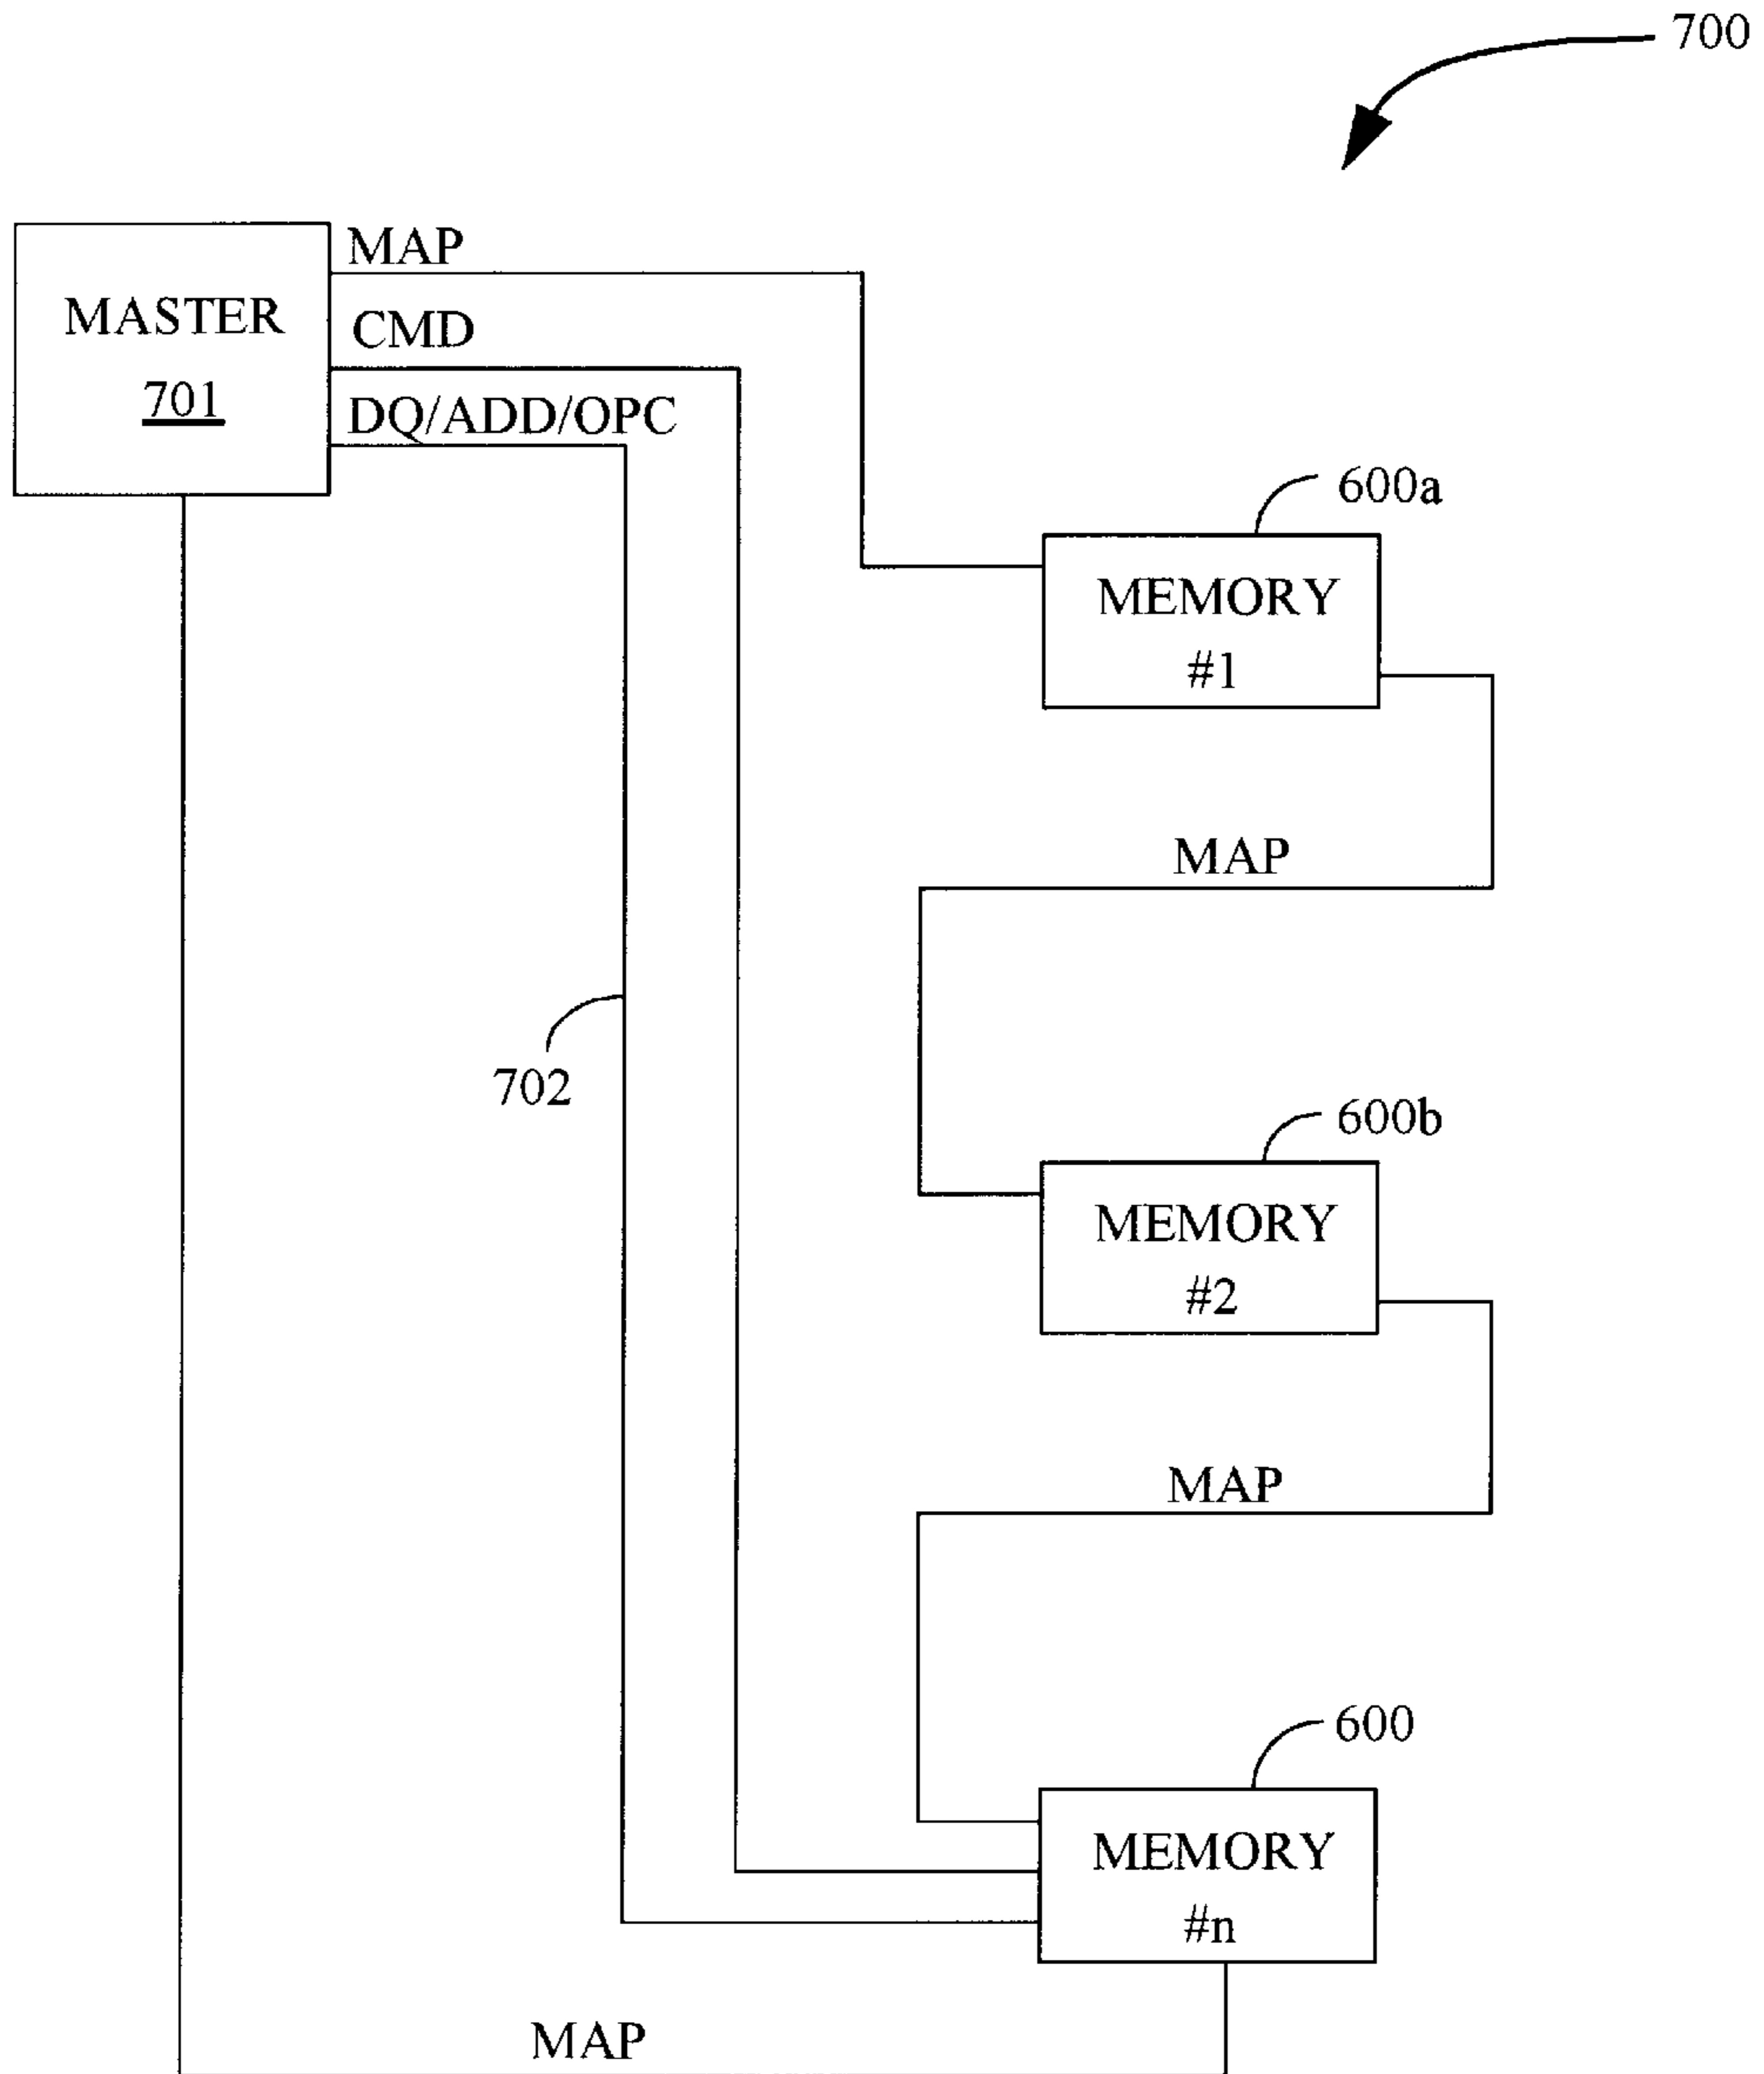 700
MAP
MASTER
CMD
701
DQ/ADD/OPC
600a
MEMORY
#1
MAP
702
600b
MEMORY
#2
MAP
600
MEMORY
#n
MAP